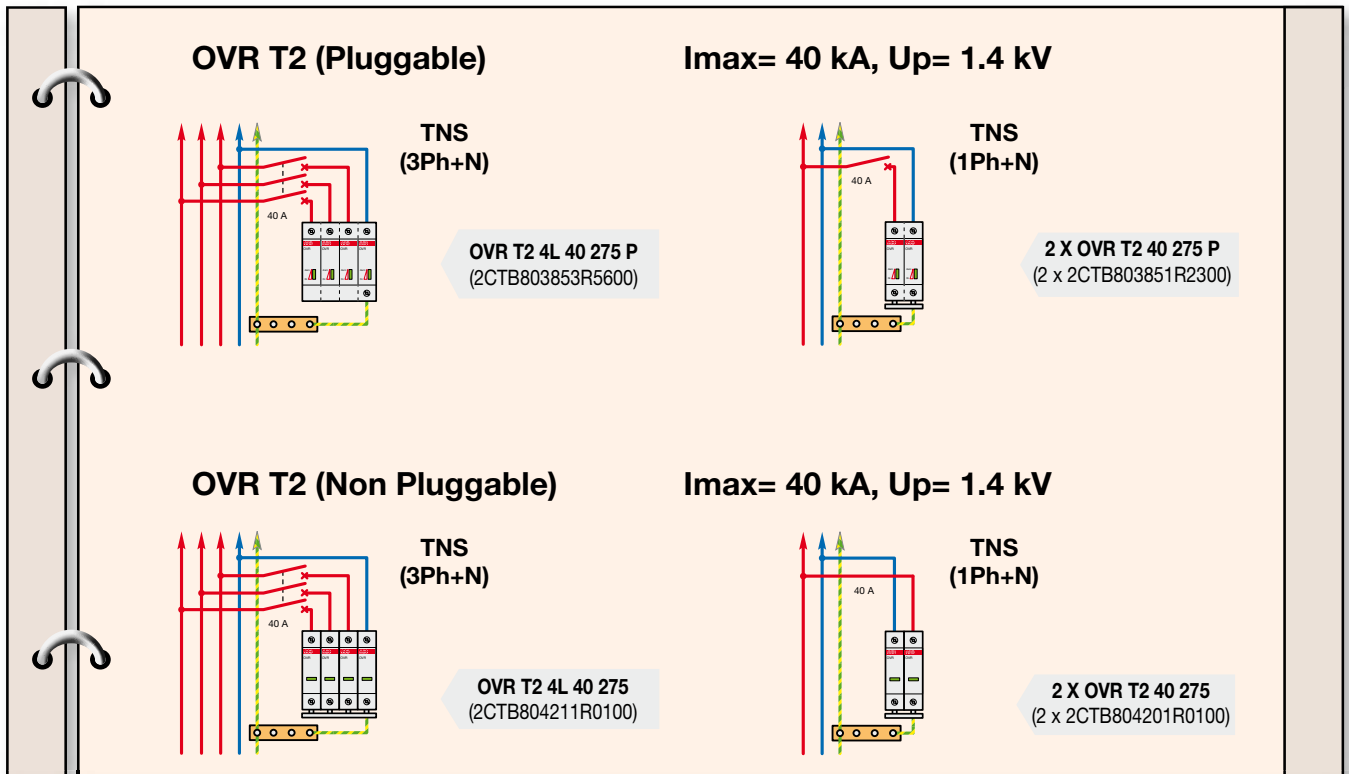 OVR T2 (Pluggable)
Imax= 40 kA, Up= 1.4 kV
TNS
(3Ph+N)
40 A
OVR T2 4L 40 275 P
(2CTB803853R5600)
TNS
(1Ph+N)
40 A
2 X OVR T2 40 275 P
(2 x 2CTB803851R2300)
OVR T2 (Non Pluggable)
Imax= 40 kA, Up= 1.4 kV
TNS
(3Ph+N)
40 A
OVR T2 4L 40 275
(2CTB804211R0100)
TNS
(1Ph+N)
40 A
2 X OVR T2 40 275
(2 x 2CTB804201R0100)